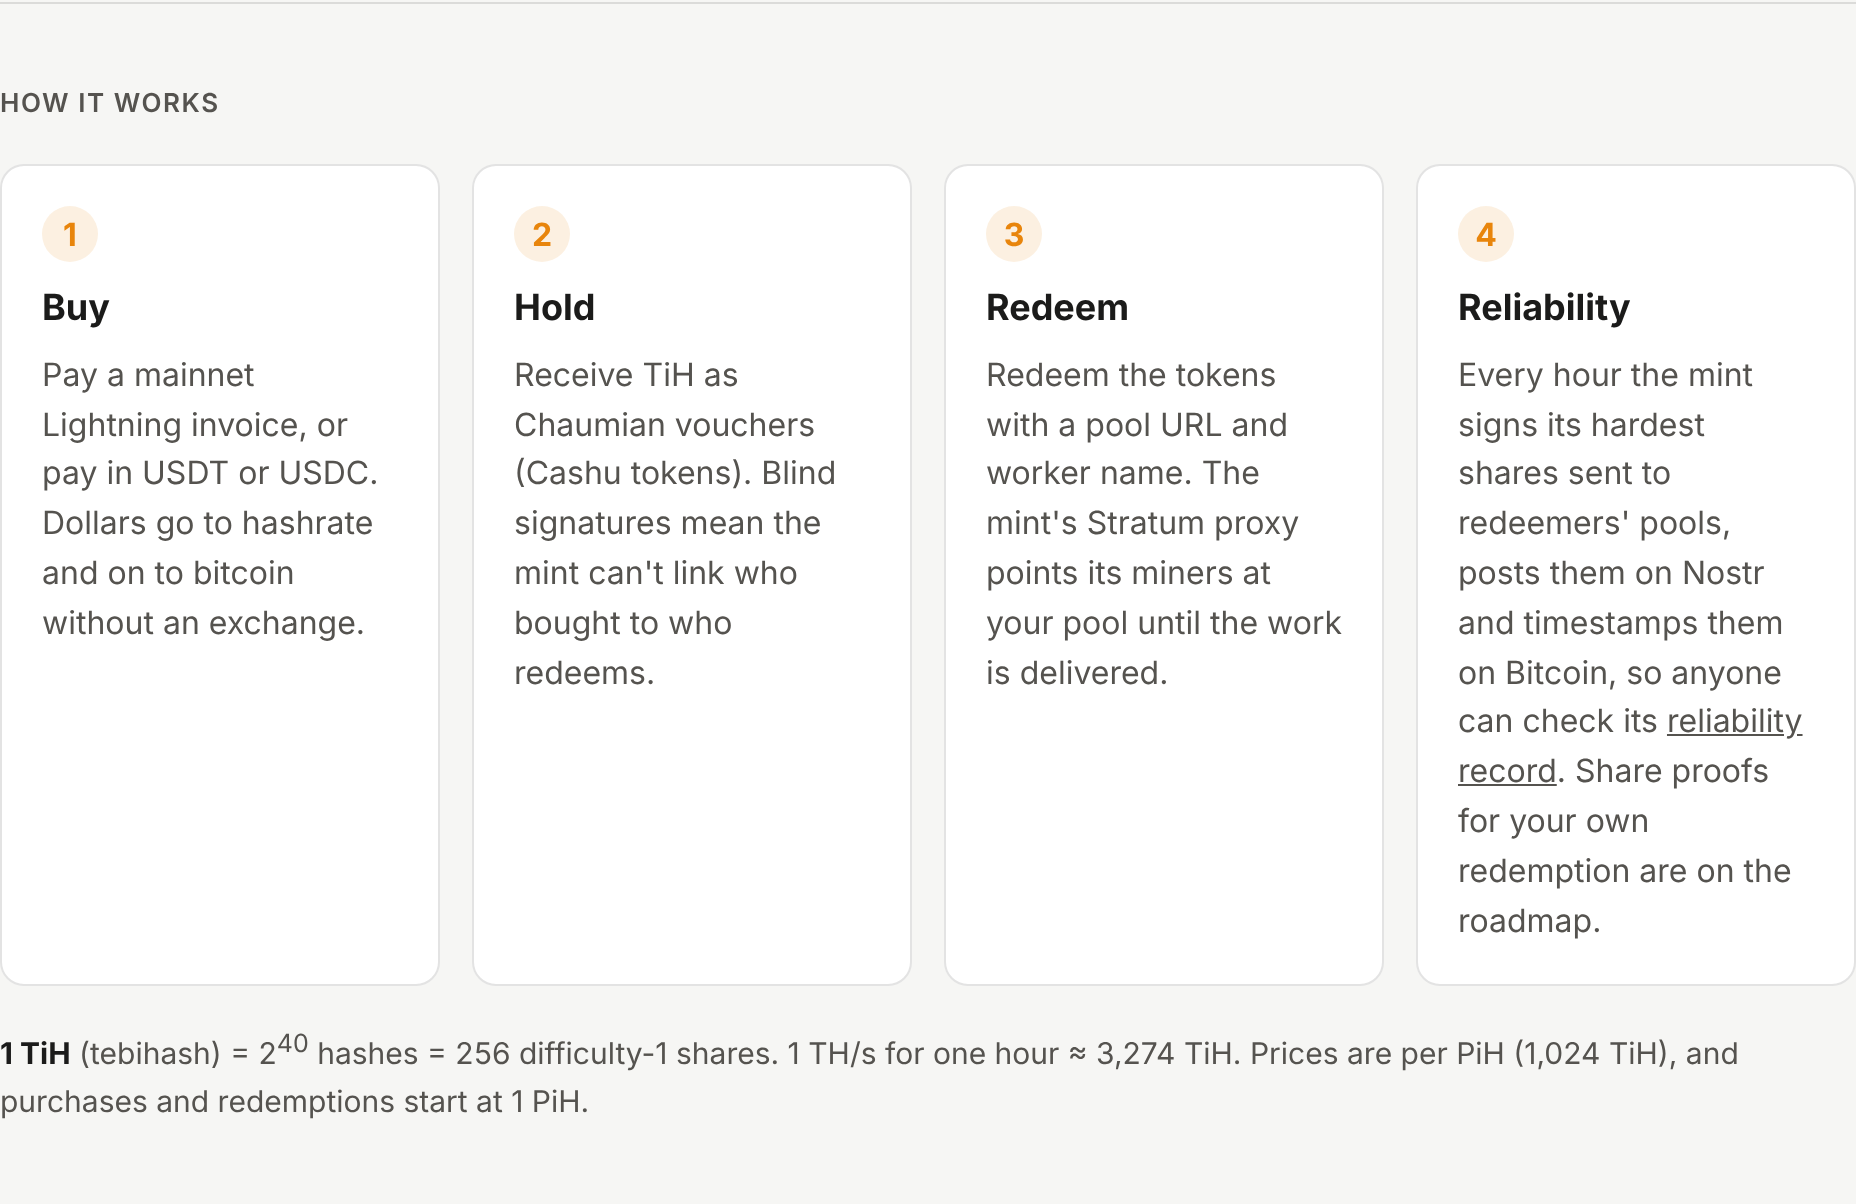 HOW IT WORKS
1
Buy
Pay a mainnet
Lightning invoice, or
pay in USDT or USDC.
Dollars go to hashrate
and on to bitcoin
without an exchange.
2
Hold
Receive TiH as
Chaumian vouchers
(Cashu tokens). Blind
signatures mean the
mint can't link who
bought to who
redeems.
3
Redeem
Redeem the tokens
with a pool URL and
worker name. The
mint's Stratum proxy
points its miners at
your pool until the work
is delivered.
4
Reliability
Every hour the mint
signs its hardest
shares sent to
redeemers' pools,
posts them on Nostr
and timestamps them
on Bitcoin, so anyone
can check its reliability
record. Share proofs
for your own
redemption are on the
roadmap.
1 TiH (tebihash) = 2^40 hashes = 256 difficulty-1 shares. 1 TH/s for one hour ≈ 3,274 TiH. Prices are per PiH (1,024 TiH), and
purchases and redemptions start at 1 PiH.